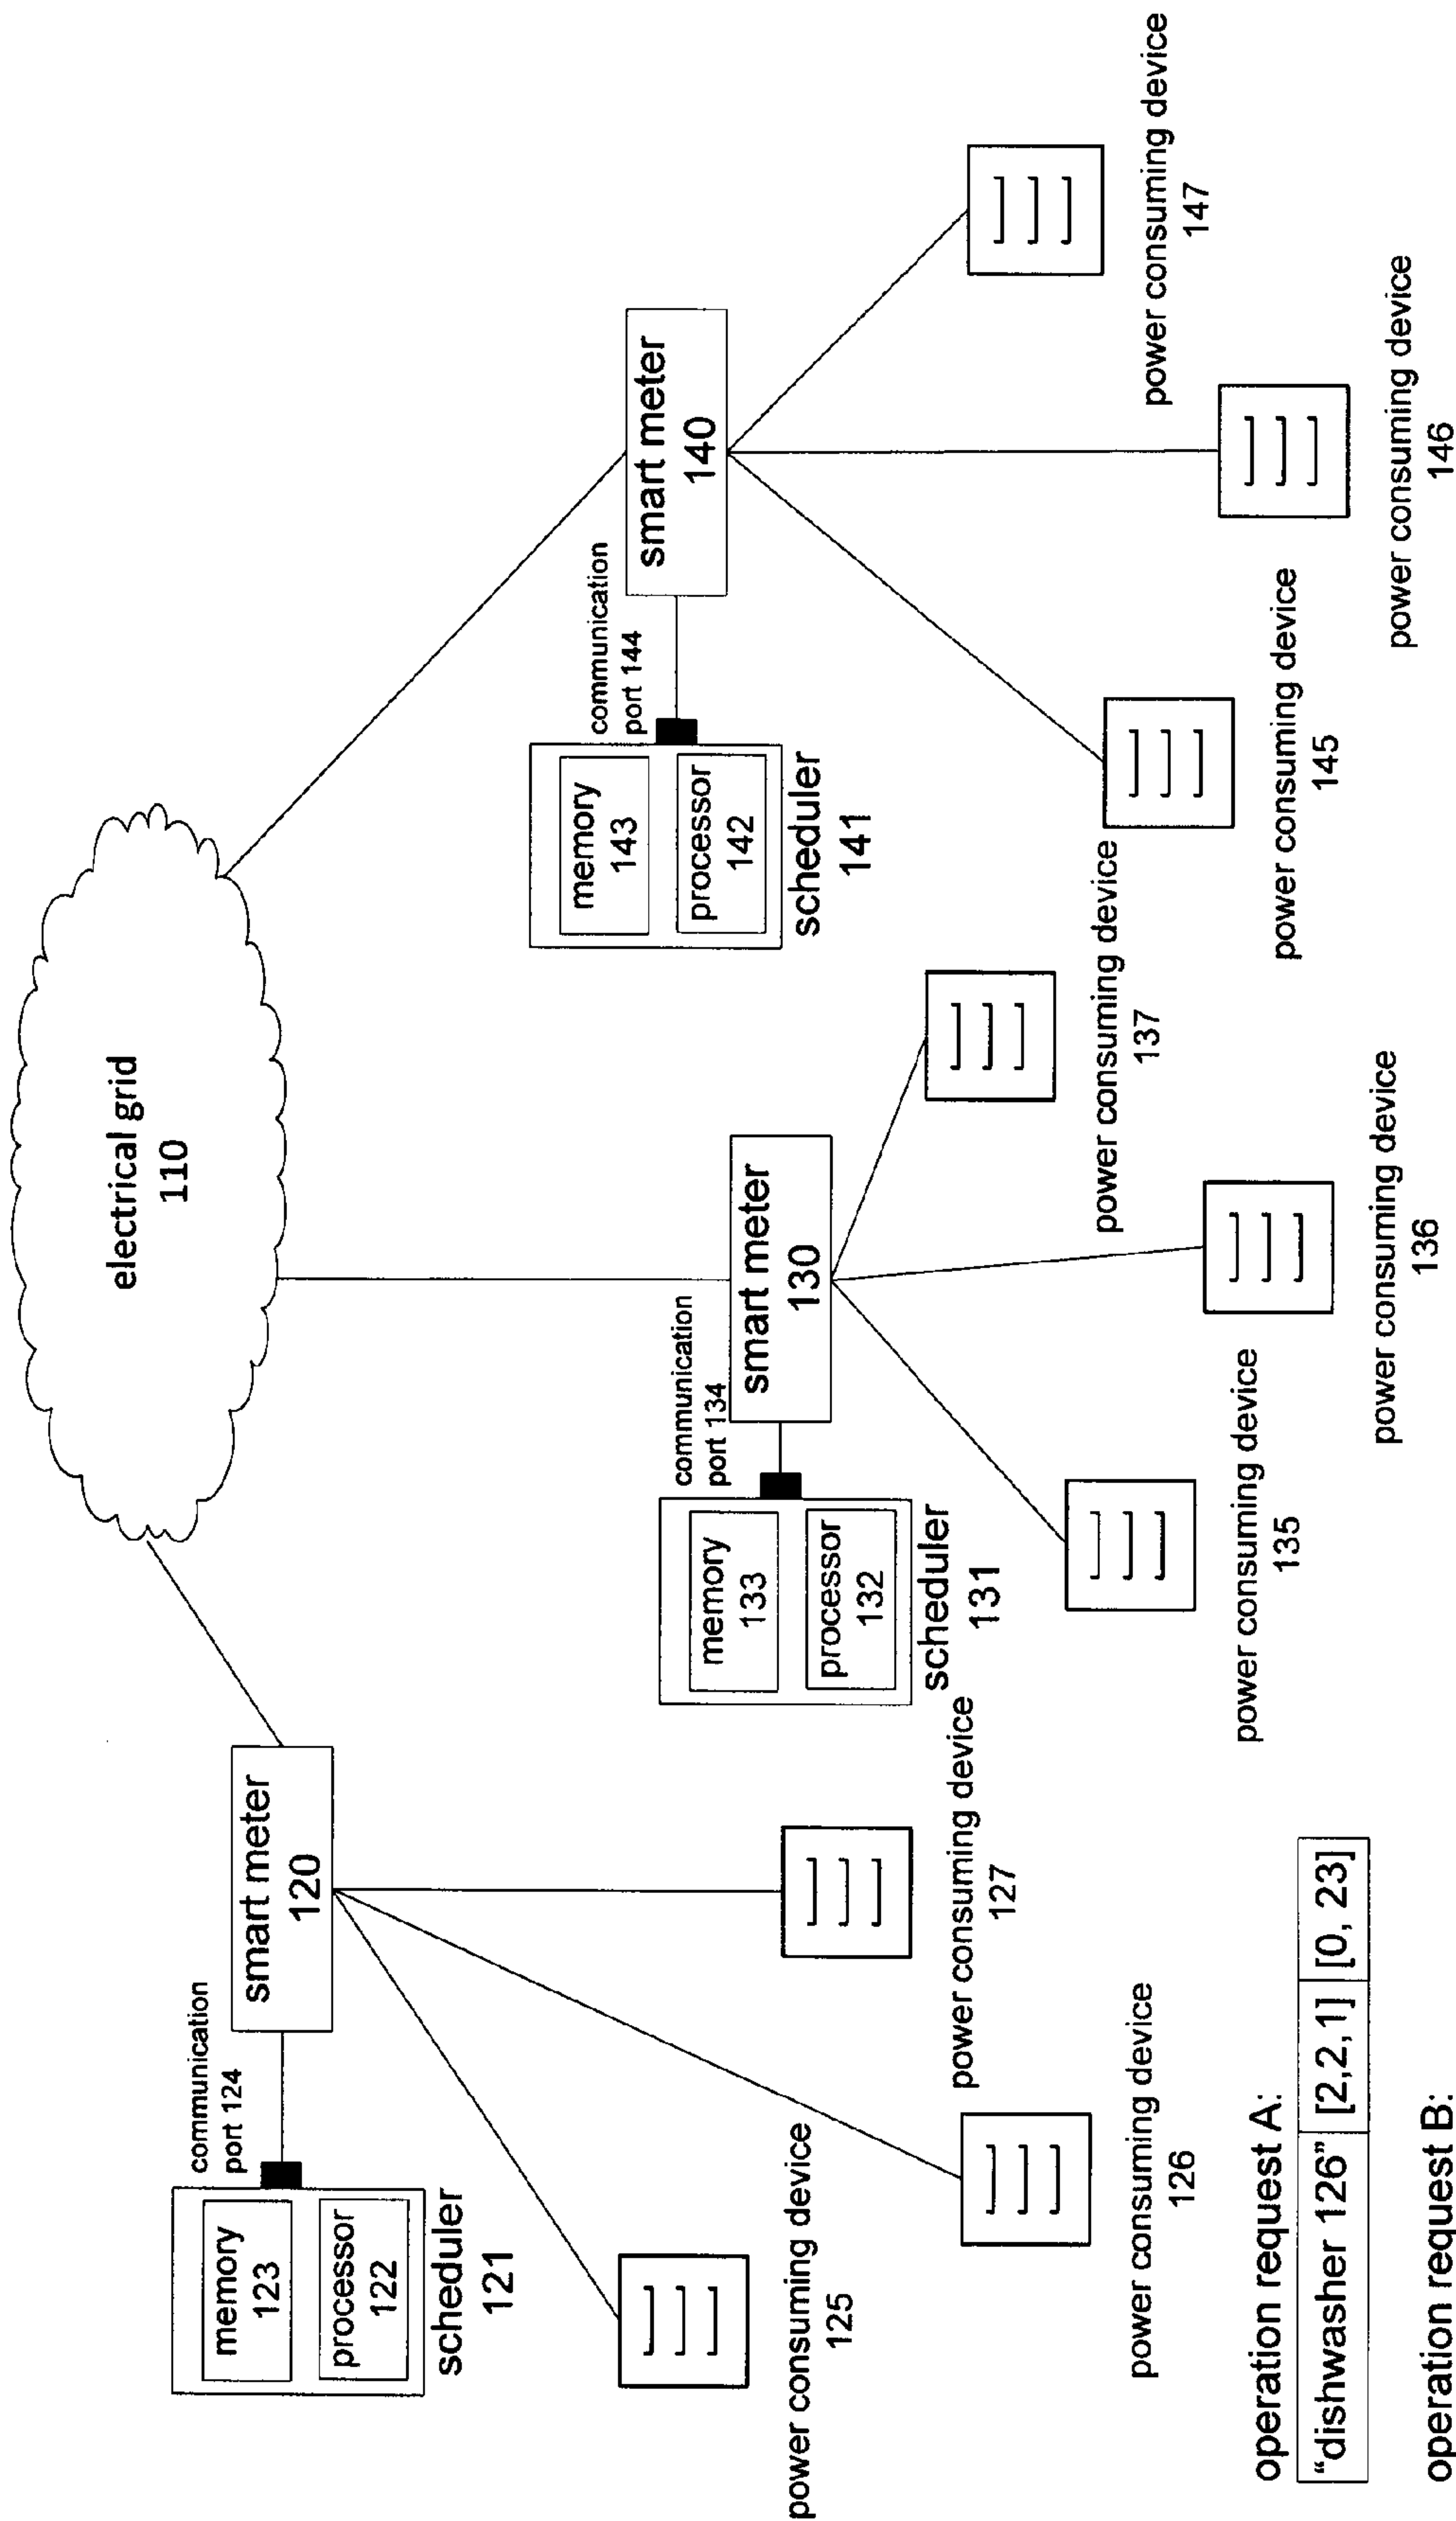 electrical grid
110
communication
port 124
smart meter
120
memory
123
processor
122
scheduler
121
power consuming device
125
power consuming device
126
power consuming device
127
communication
port 134
smart meter
130
memory
133
processor
132
scheduler
131
power consuming device
135
power consuming device
136
power consuming device
137
communication
port 144
smart meter
140
memory
143
processor
142
scheduler
141
power consuming device
145
power consuming device
146
power consuming device
147
operation request A:
“dishwasher 126” [2,2,1] [0, 23]
operation request B: